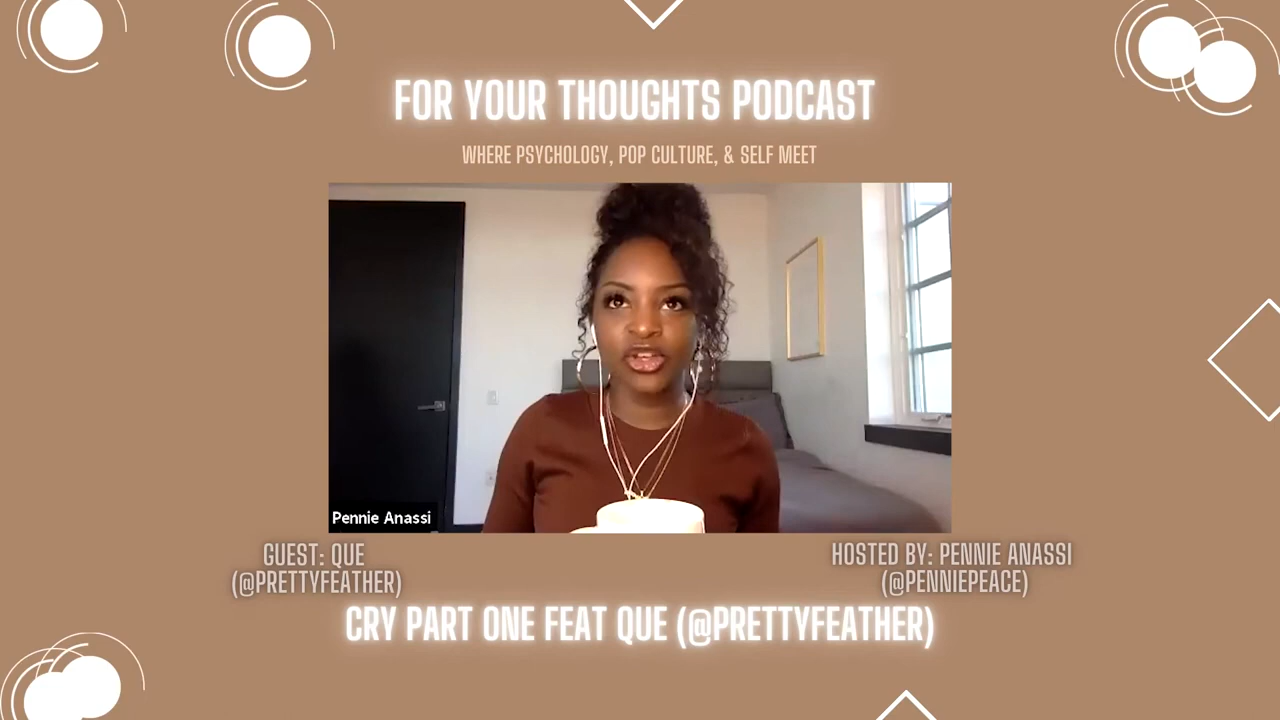 FOR YOUR THOUGHTS PODCAST
WHERE PSYCHOLOGY, POP CULTURE, & SELF MEET
Pennie Anassi
GUEST: QUE
(@PRETTYFEATHER)
HOSTED BY: PENNIE ANASSI
(@PENNIEPEACE)
CRY PART ONE FEAT QUE (@PRETTYFEATHER)